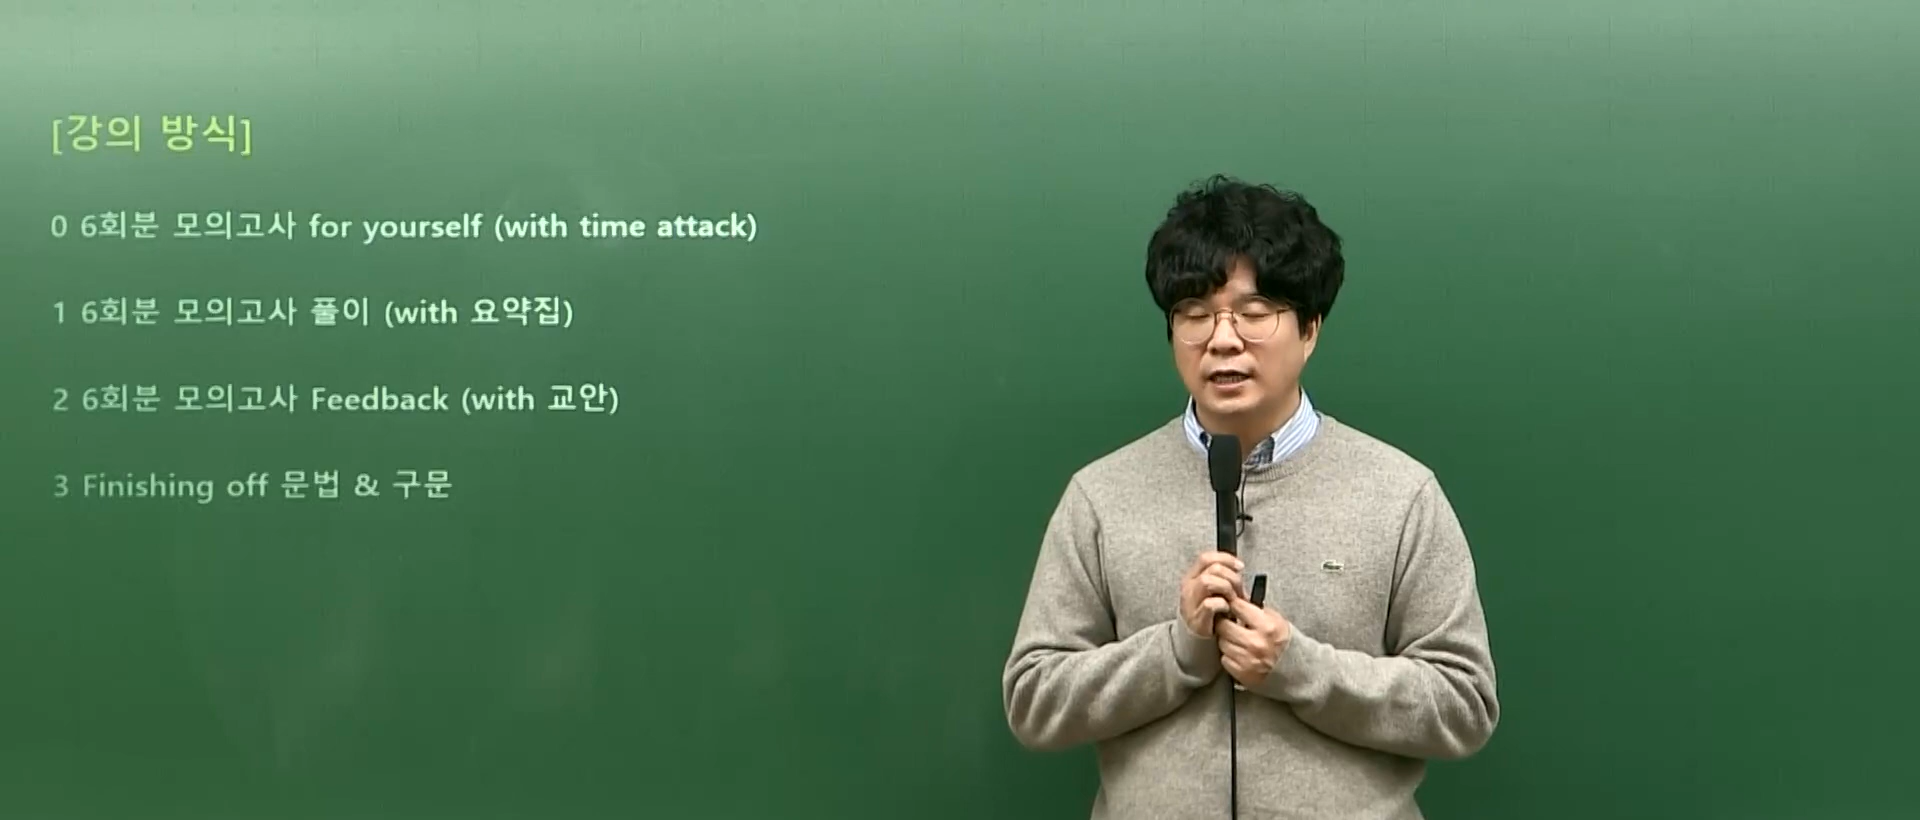 [강의 방식]
0 6회분 모의고사 for yourself (with time attack)
1 6회분 모의고사 풀이 (with 요약집)
2 6회분 모의고사 Feedback (with 교안)
3 Finishing off 문법 & 구문